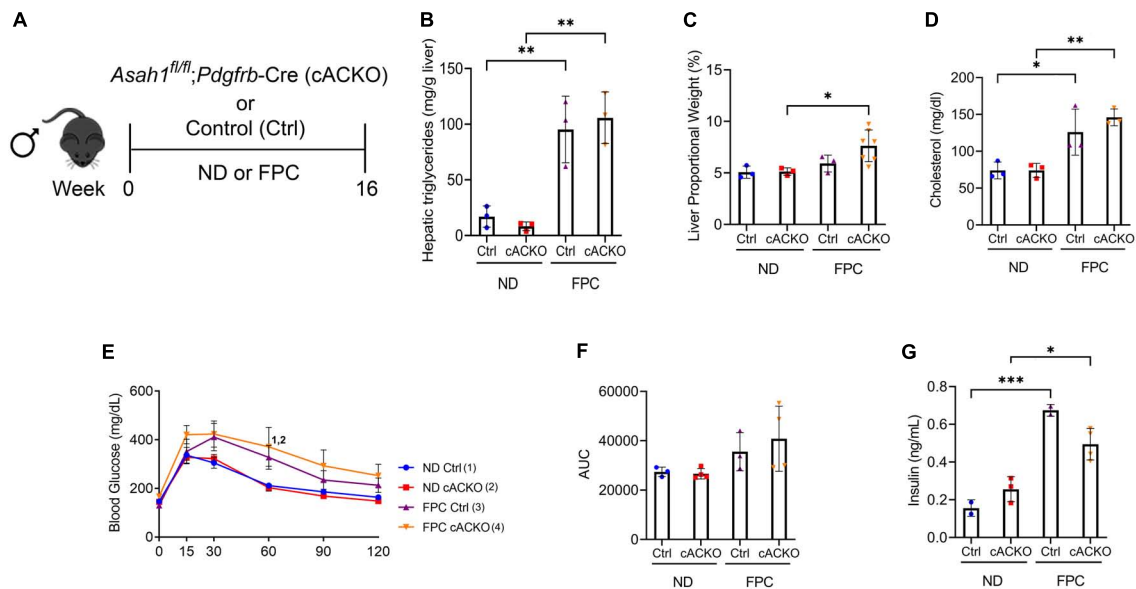 A
Asah1fl/fl;Pdgfrb-Cre (cACKO)
or
Control (Ctrl)
ND or FPC
Week
0
16
B
Hepatic triglycerides (mg/g liver)
150
100
50
0
**
**
Ctrl cACKO Ctrl cACKO
ND FPC
C
Liver Proportional Weight (%)
15
10
5
0
*
Ctrl cACKO Ctrl cACKO
ND FPC
D
Cholesterol (mg/dl)
200
150
100
50
0
**
*
Ctrl cACKO Ctrl cACKO
ND FPC
E
Blood Glucose (mg/dL)
600
400
200
0
1,2
0 15 30 60 90 120
ND Ctrl (1)
ND cACKO (2)
FPC Ctrl (3)
FPC cACKO (4)
F
AUC
60000
40000
20000
0
Ctrl cACKO Ctrl cACKO
ND FPC
G
Insulin (ng/mL)
0.8
0.6
0.4
0.2
0.0
*
***
Ctrl cACKO Ctrl cACKO
ND FPC